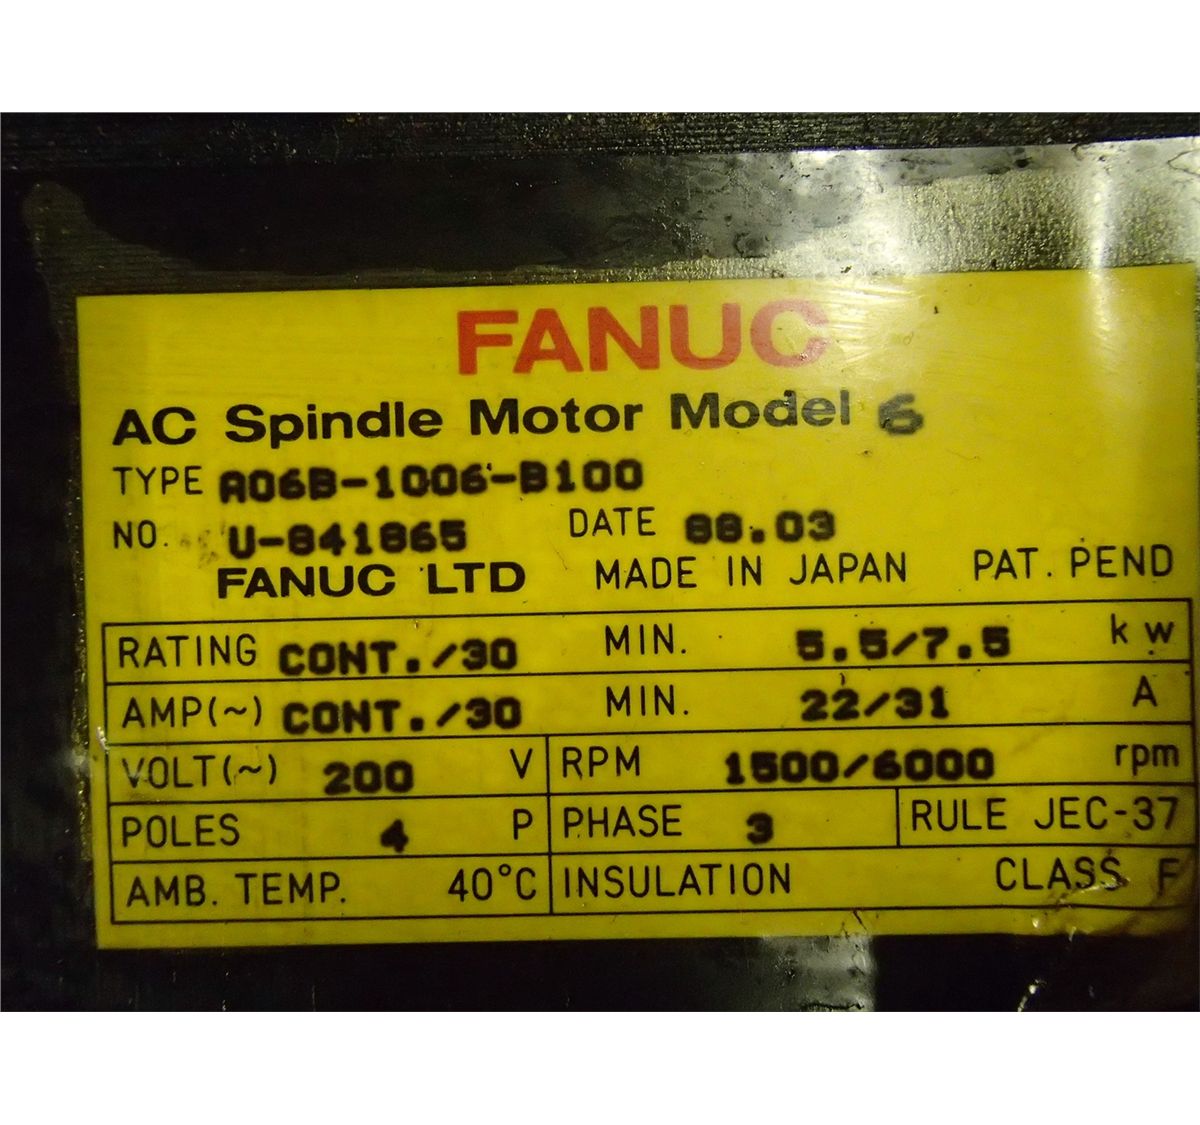 FANUC
AC Spindle Motor Model 6
TYPE A06B-1006-B100
NO. U-841865 DATE 88.03
FANUC LTD MADE IN JAPAN PAT. PEND
RATING CONT./30 MIN. 5.5/7.5 kw
AMP(~) CONT./30 MIN. 22/31 A
VOLT(~) 200 V RPM 1500/6000 rpm
POLES 4 P PHASE 3 RULE JEC-37
AMB. TEMP. 40°C INSULATION CLASS F